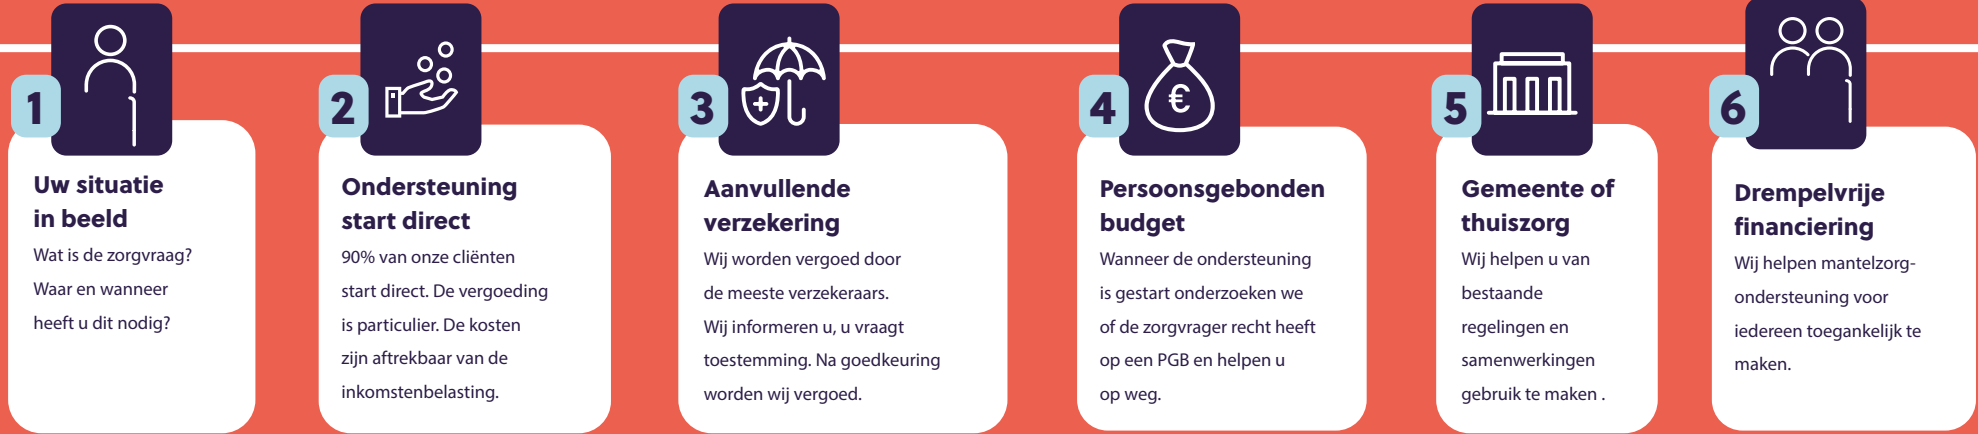 1
Uw situatie
in beeld
Wat is de zorgvraag?
Waar en wanneer
heeft u dit nodig?
2
Ondersteuning
start direct
90% van onze cliënten
start direct. De vergoeding
is particulier. De kosten
zijn aftrekbaar van de
inkomstenbelasting.
3
Aanvullende
verzekering
Wij worden vergoed door
de meeste verzekeraars.
Wij informeren u, u vraagt
toestemming. Na goedkeuring
worden wij vergoed.
4
€
Persoonsgebonden
budget
Wanneer de ondersteuning
is gestart onderzoeken we
of de zorgvrager recht heeft
op een PGB en helpen u
op weg.
5
Gemeente of
thuiszorg
Wij helpen u van
bestaande
regelingen en
samenwerkingen
gebruik te maken .
6
Drempelvrije
financiering
Wij helpen mantelzorg-
ondersteuning voor
iedereen toegankelijk te
maken.